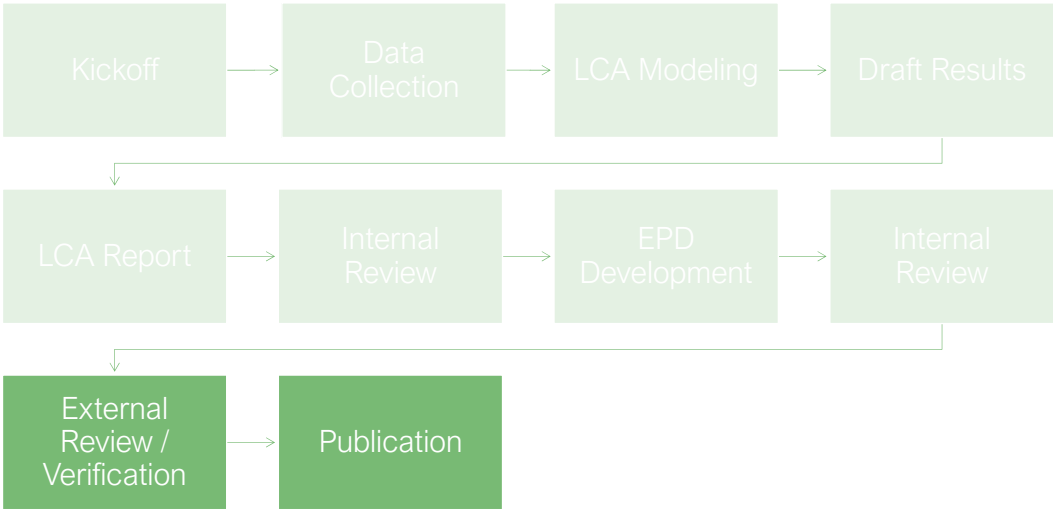 Kickoff
Data
Collection
LCA Modeling
Draft Results
LCA Report
Internal
Review
EPD
Development
Internal
Review
External
Review /
Verification
Publication